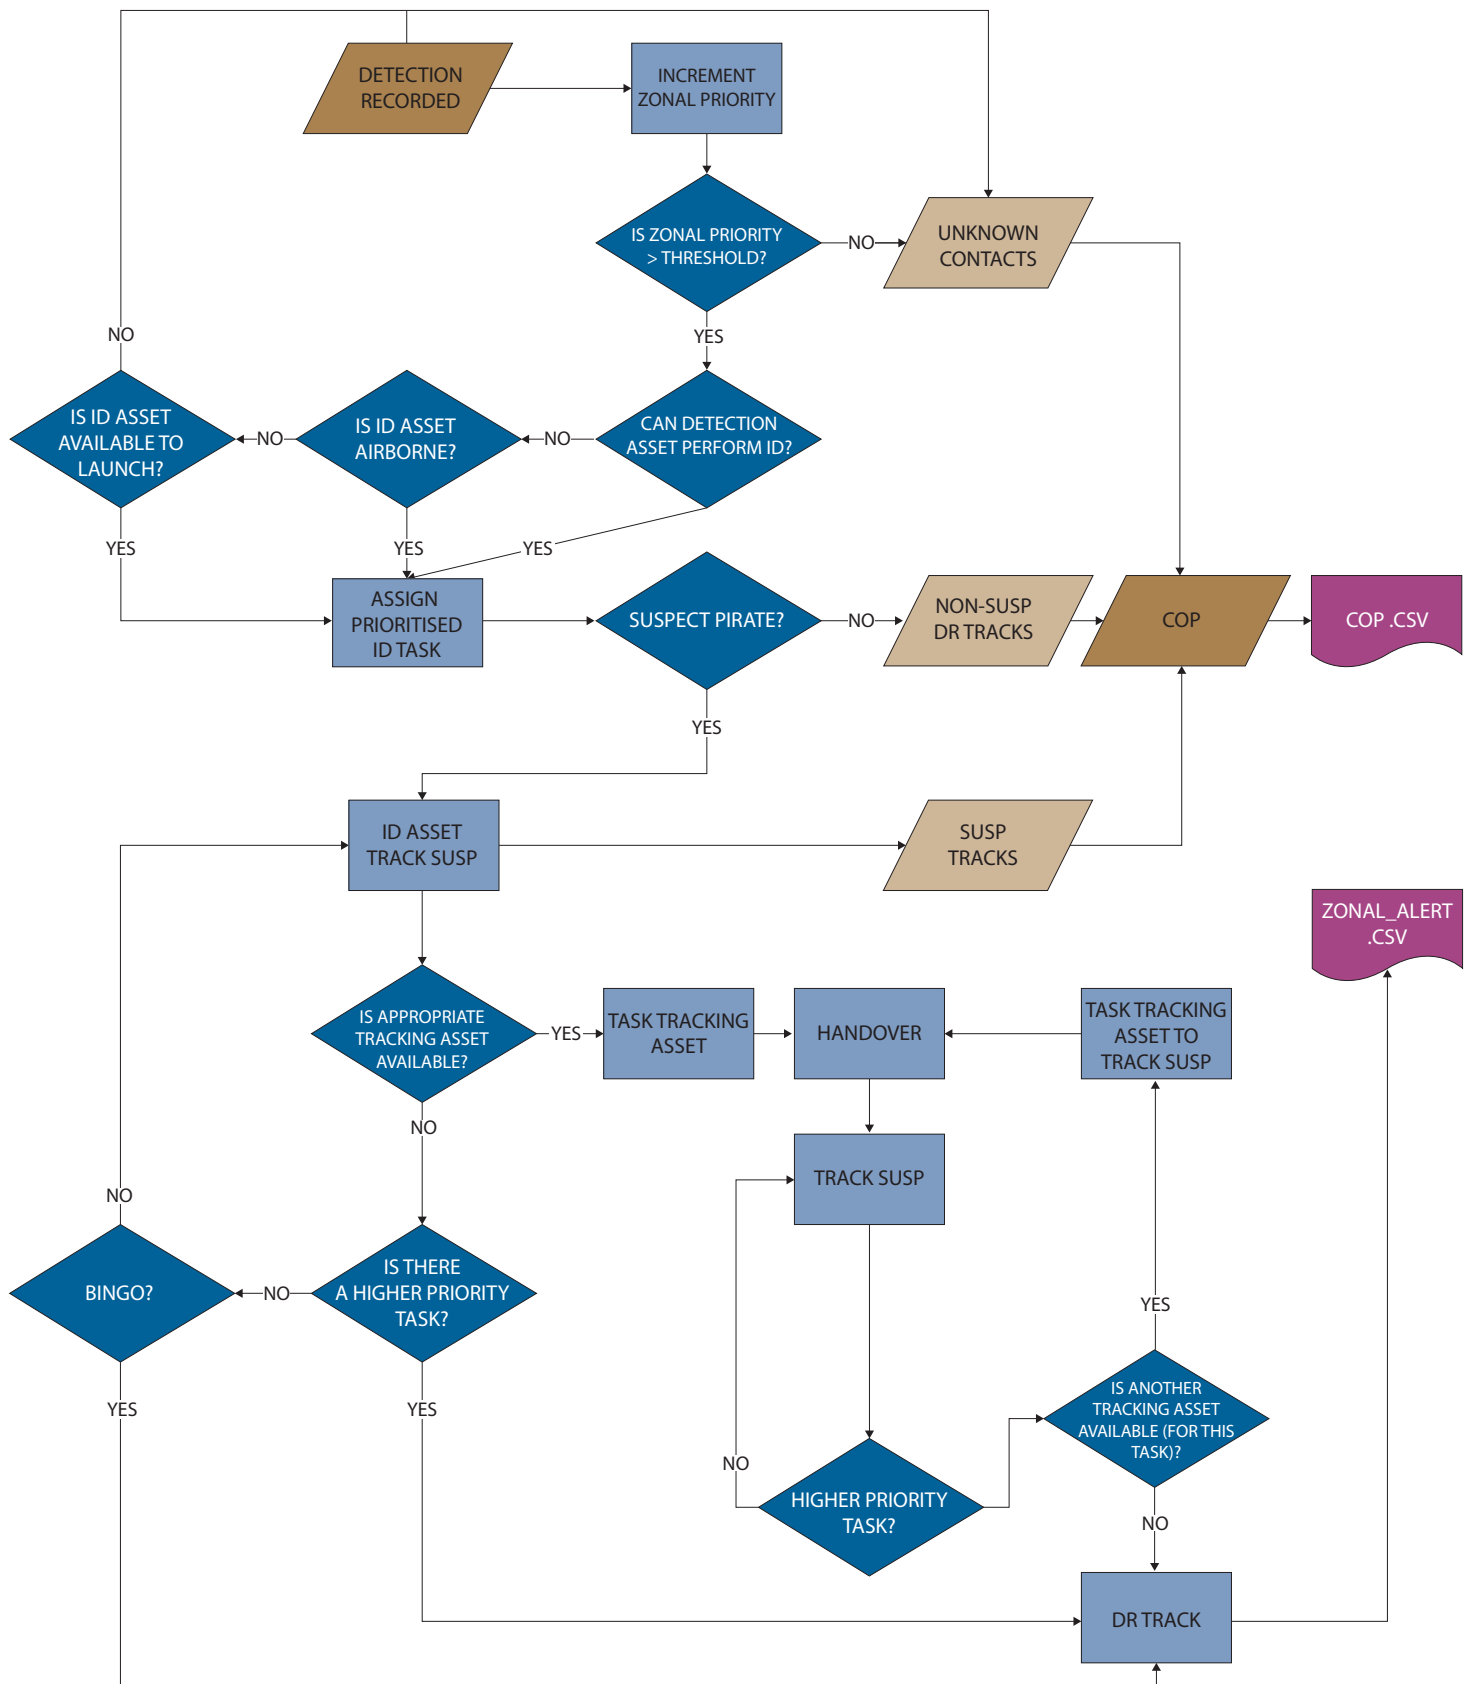 DETECTION
RECORDED
INCREMENT
ZONAL PRIORITY
IS ZONAL PRIORITY
> THRESHOLD?
NO
UNKNOWN
CONTACTS
YES
NO
IS ID ASSET
AVAILABLE TO
LAUNCH?
NO
IS ID ASSET
AIRBORNE?
NO
CAN DETECTION
ASSET PERFORM ID?
YES
YES
YES
ASSIGN
PRIORITISED
ID TASK
SUSPECT PIRATE?
NO
NON-SUSP
DR TRACKS
COP
COP .CSV
YES
ID ASSET
TRACK SUSP
SUSP
TRACKS
ZONAL_ALERT
.CSV
IS APPROPRIATE
TRACKING ASSET
AVAILABLE?
YES
TASK TRACKING
ASSET
HANDOVER
TASK TRACKING
ASSET TO
TRACK SUSP
NO
TRACK SUSP
NO
BINGO?
NO
IS THERE
A HIGHER PRIORITY
TASK?
YES
YES
YES
IS ANOTHER
TRACKING ASSET
AVAILABLE (FOR THIS
TASK)?
NO
HIGHER PRIORITY
TASK?
NO
DR TRACK